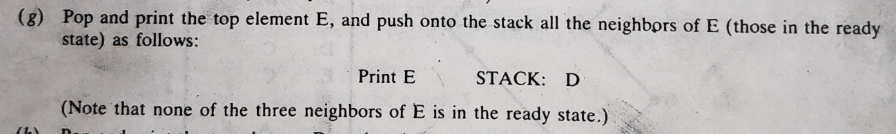 (g) Pop and print the top element E, and push onto the stack all the neighbors of E (those in the ready
state) as follows:
Print E STACK: D
(Note that none of the three neighbors of E is in the ready state.)